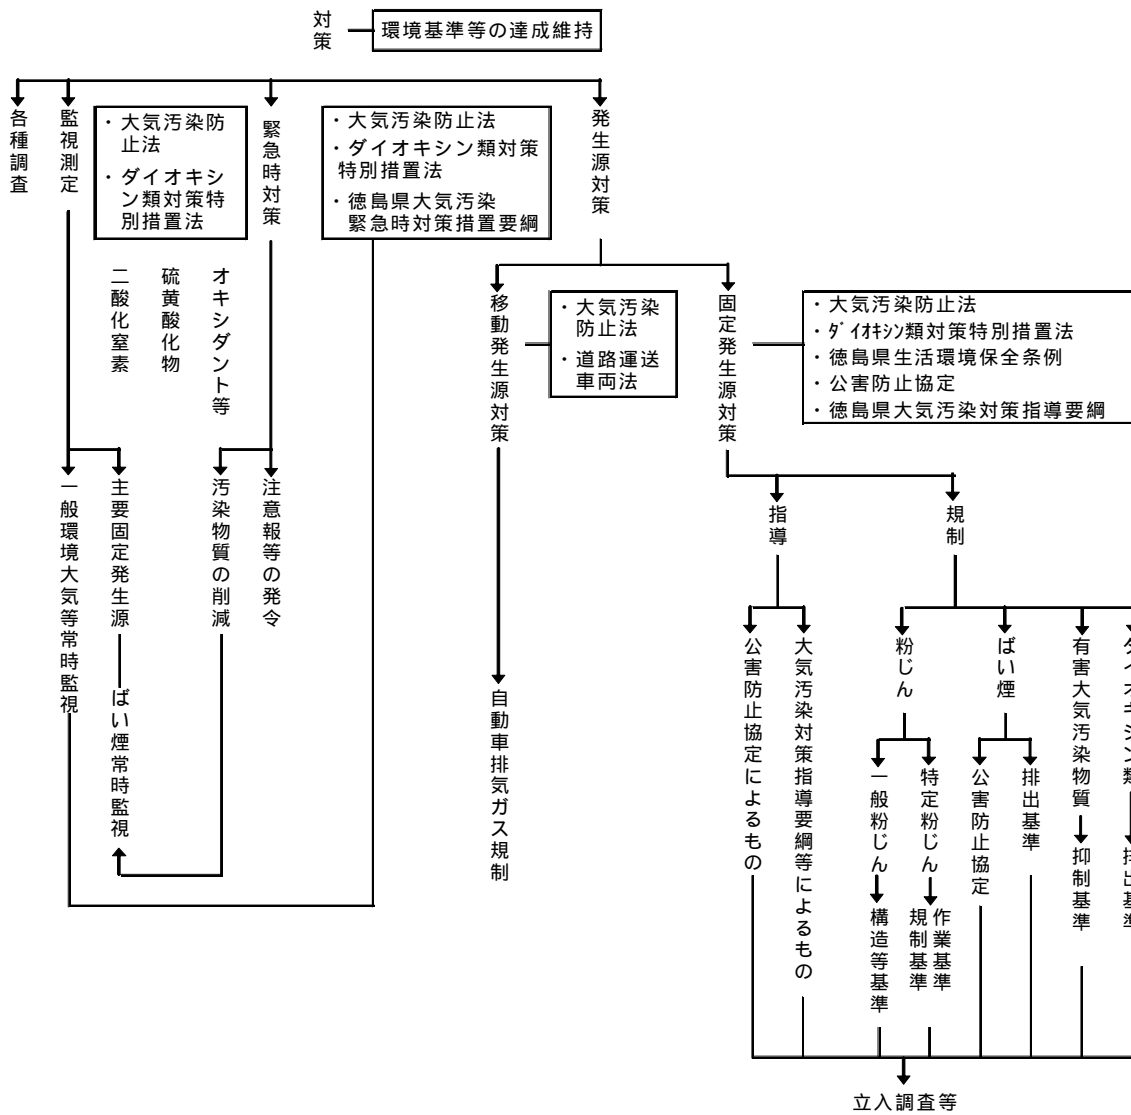 対策
環境基準等の達成維持
各種調査
監視測定
・大気汚染防
止法
・ダイオキシ
ン類対策特
別措置法
緊急時対策
・大気汚染防止法
・ダイオキシン類対策
特別措置法
・徳島県大気汚染
緊急時対策措置要綱
発生源対策
二酸化窒素
硫黄酸化物
オキシダント等
移動発生源対策
・大気汚染
防止法
・道路運送
車両法
固定発生源対策
・大気汚染防止法
・ダイオキシン類対策特別措置法
・徳島県生活環境保全条例
・公害防止協定
・徳島県大気汚染対策指導要綱
一般環境大気等常時監視
主要固定発生源
ばい煙常時監視
汚染物質の削減
注意報等の発令
自動車排気ガス規制
指導
規制
公害防止協定によるもの
大気汚染対策指導要綱等によるもの
粉じん
ばい煙
有害大気汚染物質
ダイオキシン類
一般粉じん
特定粉じん
公害防止協定
排出基準
抑制基準
排出基準
構造等基準
作業基準
規制基準
立入調査等